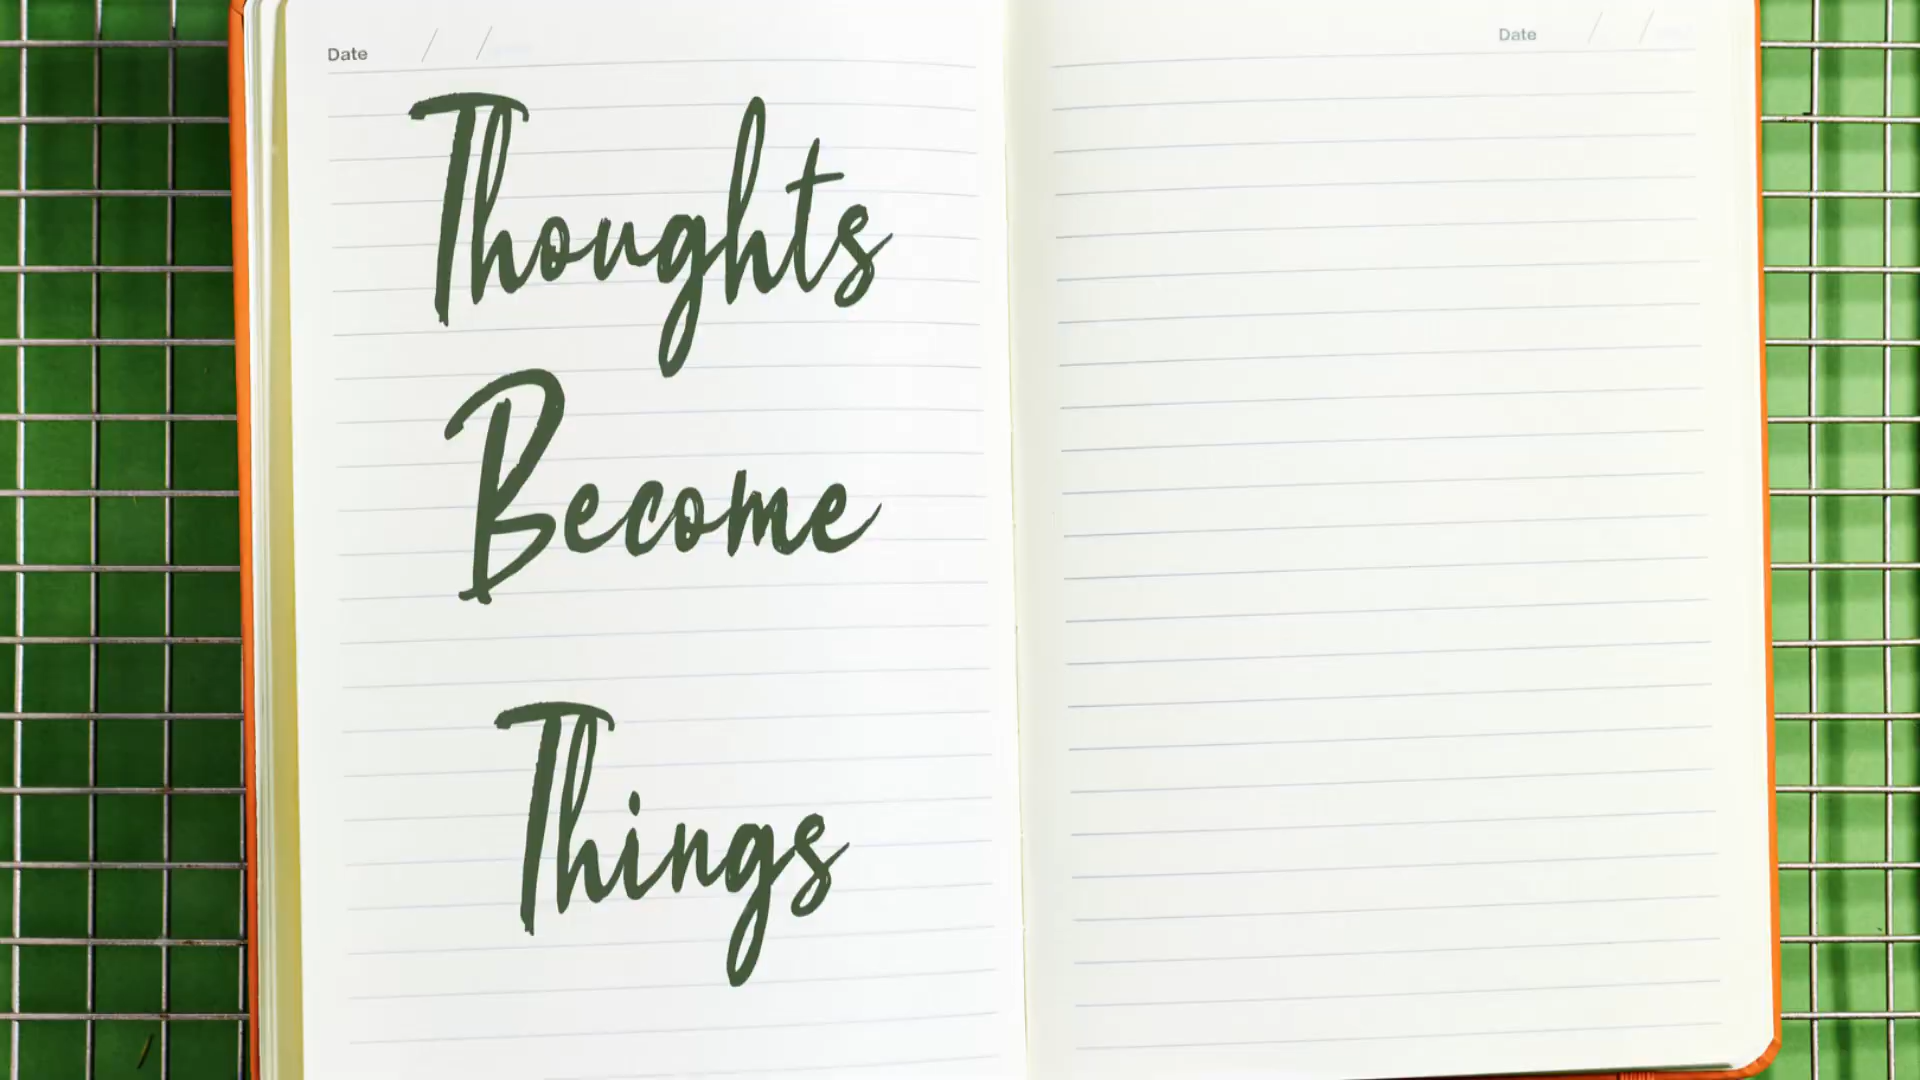 Date / /
Date / /
Thoughts
Become
Things